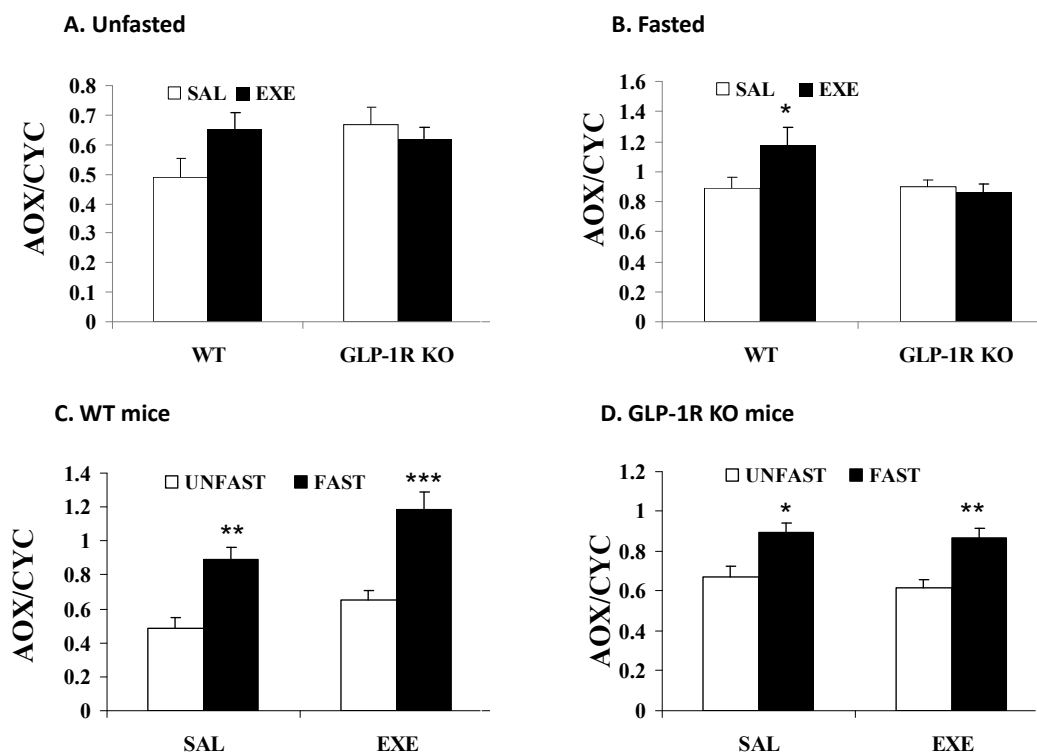 A. Unfasted
AOX/CYC
0.8
0.7
0.6
0.5
0.4
0.3
0.2
0.1
0
SAL EXE
WT GLP-1R KO
B. Fasted
AOX/CYC
1.6
1.4
1.2
1
0.8
0.6
0.4
0.2
0
SAL EXE
*
WT GLP-1R KO
C. WT mice
AOX/CYC
1.4
1.2
1
0.8
0.6
0.4
0.2
0
UNFAST FAST
**
***
SAL EXE
D. GLP-1R KO mice
AOX/CYC
1.2
1
0.8
0.6
0.4
0.2
0
UNFAST FAST
*
**
SAL EXE